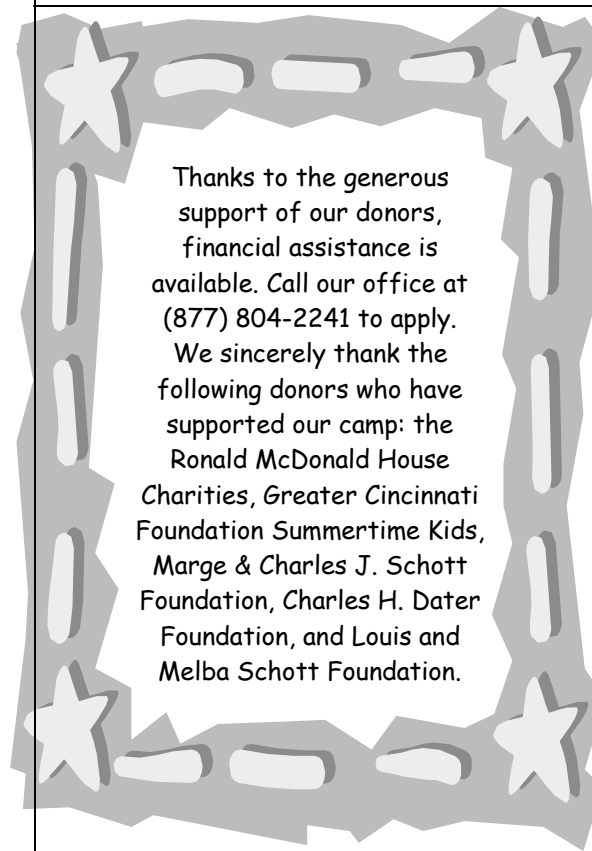 Thanks to the generous
support of our donors,
financial assistance is
available. Call our office at
(877) 804-2241 to apply.
We sincerely thank the
following donors who have
supported our camp: the
Ronald McDonald House
Charities, Greater Cincinnati
Foundation Summertime Kids,
Marge & Charles J. Schott
Foundation, Charles H. Dater
Foundation, and Louis and
Melba Schott Foundation.